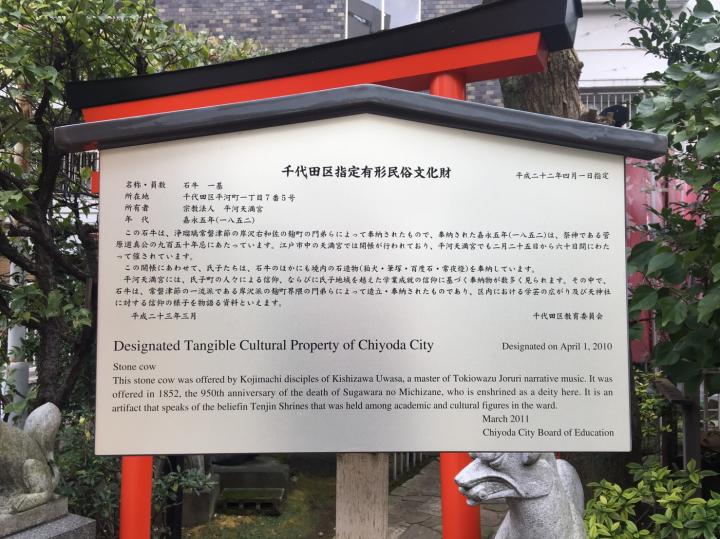 千代田区指定有形民俗文化財
平成二十二年四月一日指定
名称・員数 石牛 一基
所在地 千代田区平河町一丁目7番5号
所有者 宗教法人 平河天満宮
年代 嘉永五年(一八五二)
この石牛は、浄瑠璃常磐津節の岸沢右和佐の麹町の門弟らによって奉納されたもので、奉納された嘉永五年(一八五二)は、祭神である菅
原道真公の九百五十年忌にあたっています。江戸市中の天満宮では開帳が行われており、平河天満宮でも二月二十五日から六十日間にわた
って催されています。
この開帳にあわせて、氏子たちは、石牛のほかにも境内の石造物(狛犬・筆塚・百度石・常夜燈)を奉納しています。
平河天満宮には、氏子町の人々による信仰、ならびに氏子地域を越えた学業成就の信仰に基づく奉納物が数多く見られます。その中で、
石牛は、常磐津節の一流派である岸沢派の麹町界隈の門弟らによって造立・奉納されたものであり、区内における学芸の広がり及び天神社
に対する信仰の様子を物語る資料といえます。
平成二十三年三月
千代田区教育委員会
Designated Tangible Cultural Property of Chiyoda City
Designated on April 1, 2010
Stone cow
This stone cow was offered by Kojimachi disciples of Kishizawa Uwasa, a master of Tokiowazu Joruri narrative music. It was
offered in 1852, the 950th anniversary of the death of Sugawara no Michizane, who is enshrined as a deity here. It is an
artifact that speaks of the beliefin Tenjin Shrines that was held among academic and cultural figures in the ward.
March 2011
Chiyoda City Board of Education